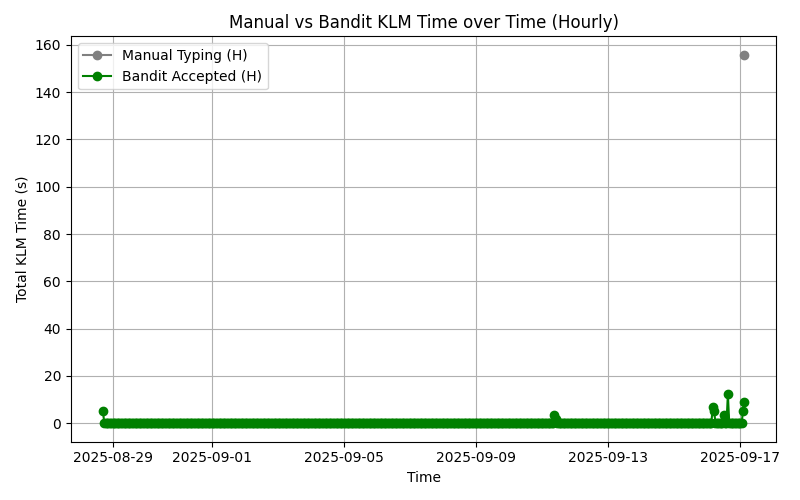 Manual vs Bandit KLM Time over Time (Hourly)
Manual Typing (H)
Bandit Accepted (H)
Total KLM Time (s)
160
140
120
100
80
60
40
20
0
2025-08-29 2025-09-01 2025-09-05 2025-09-09 2025-09-13 2025-09-17
Time